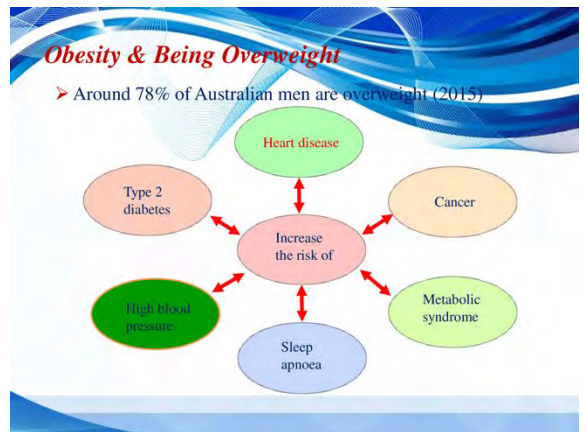 Obesity & Being Overweight
➤ Around 78% of Australian men are overweight (2015)
Heart disease
Type 2
diabetes
Cancer
Increase
the risk of
High blood
pressure
Metabolic
syndrome
Sleep
apnoea